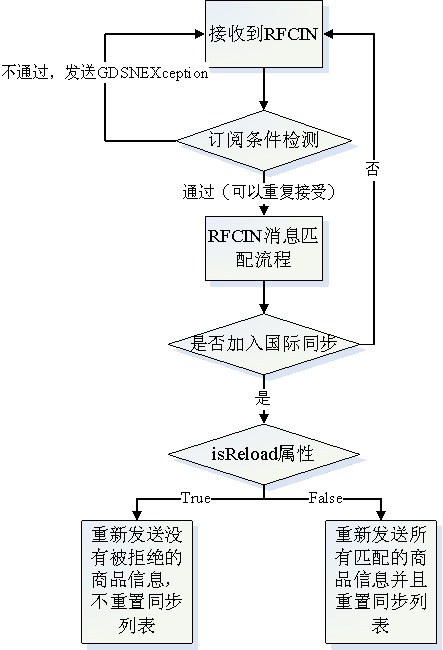 接收到RFCIN
不通过，发送GDSNEXception
订阅条件检测
否
通过（可以重复接受）
RFCIN消息匹
配流程
是否加入国际同步
是
isReload属性
True
False
重新发送没
有被拒绝的
商品信息，
不重置同步
列表
重新发送所
有匹配的商
品信息并且
重置同步列
表